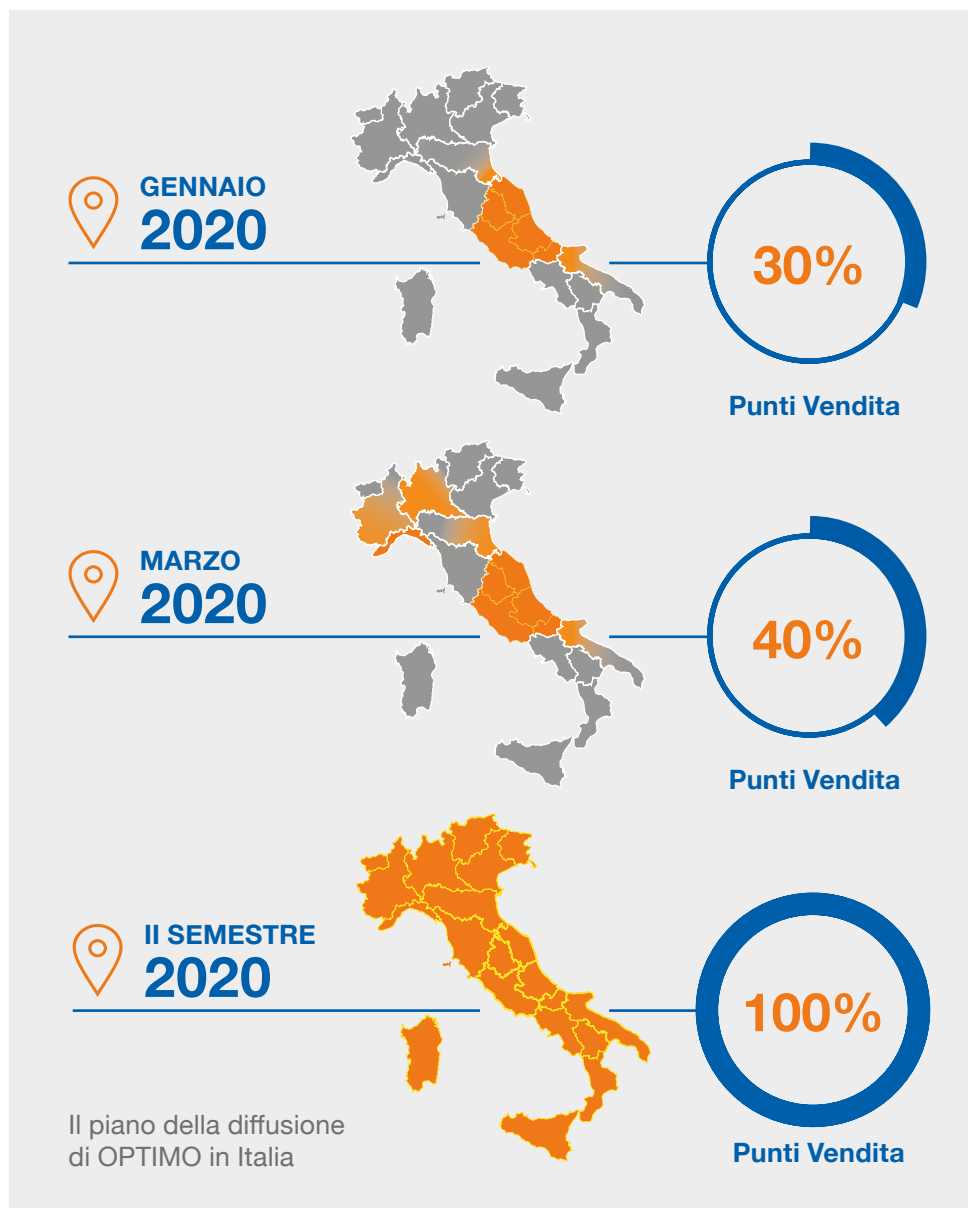 GENNAIO
2020
30%
Punti Vendita
MARZO
2020
40%
Punti Vendita
II SEMESTRE
2020
100%
Punti Vendita
Il piano della diffusione
di OPTIMO in Italia